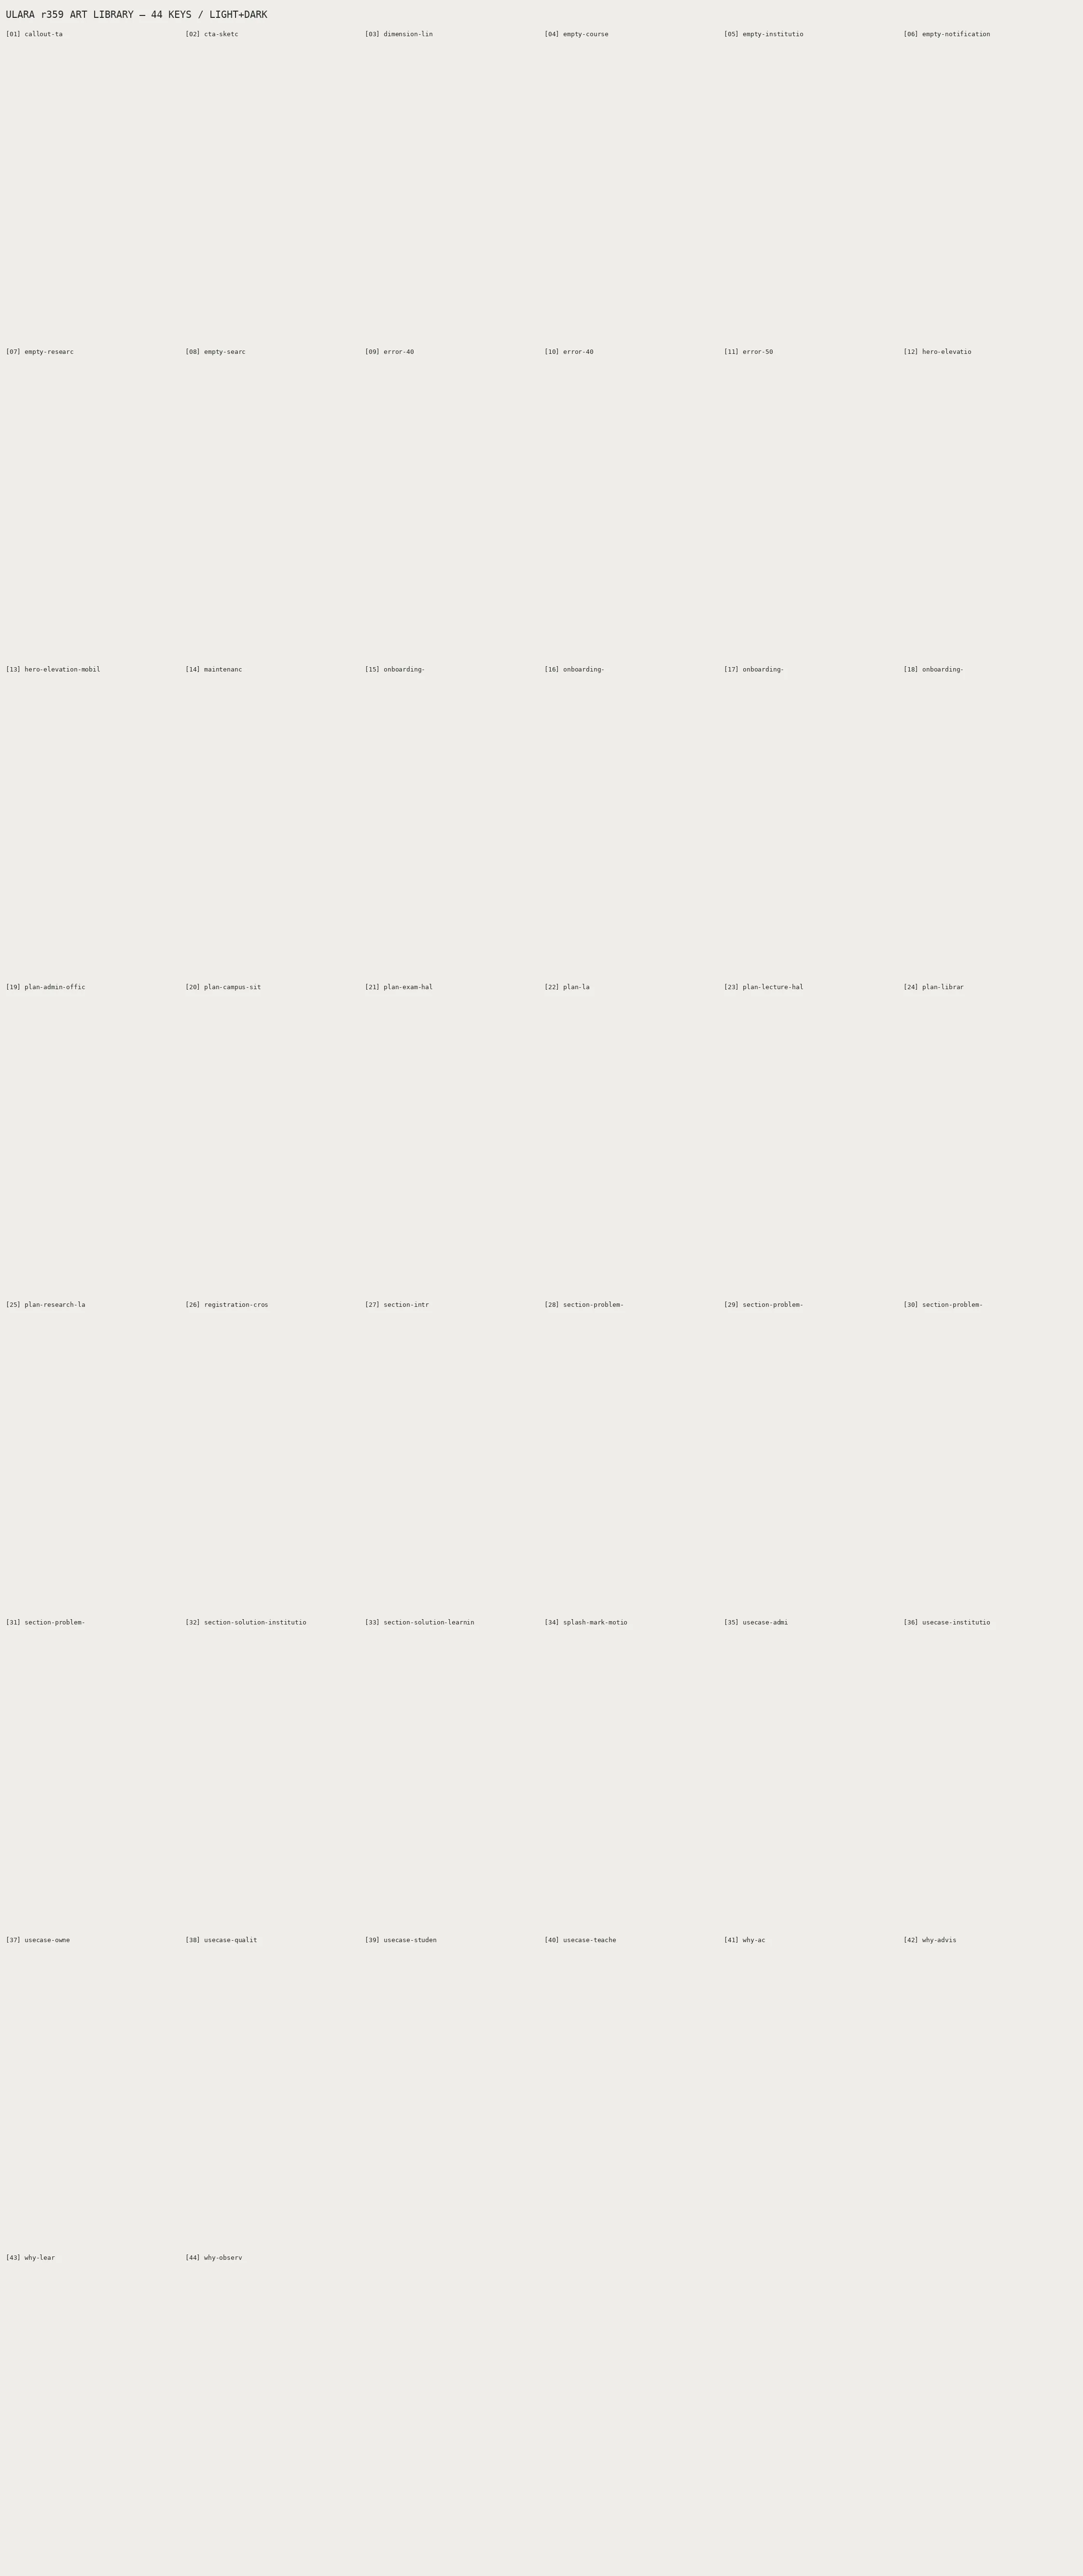 ULARA r359 ART LIBRARY — 44 KEYS / LIGHT+DARK
[01] callout-ta [02] cta-sketc [03] dimension-lin [04] empty-course [05] empty-institutio [06] empty-notification
[07] empty-researc [08] empty-searc [09] error-40 [10] error-40 [11] error-50 [12] hero-elevatio
[13] hero-elevation-mobil [14] maintenanc [15] onboarding- [16] onboarding- [17] onboarding- [18] onboarding-
[19] plan-admin-offic [20] plan-campus-sit [21] plan-exam-hal [22] plan-la [23] plan-lecture-hal [24] plan-librar
[25] plan-research-la [26] registration-cros [27] section-intr [28] section-problem- [29] section-problem- [30] section-problem-
[31] section-problem- [32] section-solution-institutio [33] section-solution-learnin [34] splash-mark-motio [35] usecase-admi [36] usecase-institutio
[37] usecase-owne [38] usecase-qualit [39] usecase-studen [40] usecase-teache [41] why-ac [42] why-advis
[43] why-lear [44] why-observ